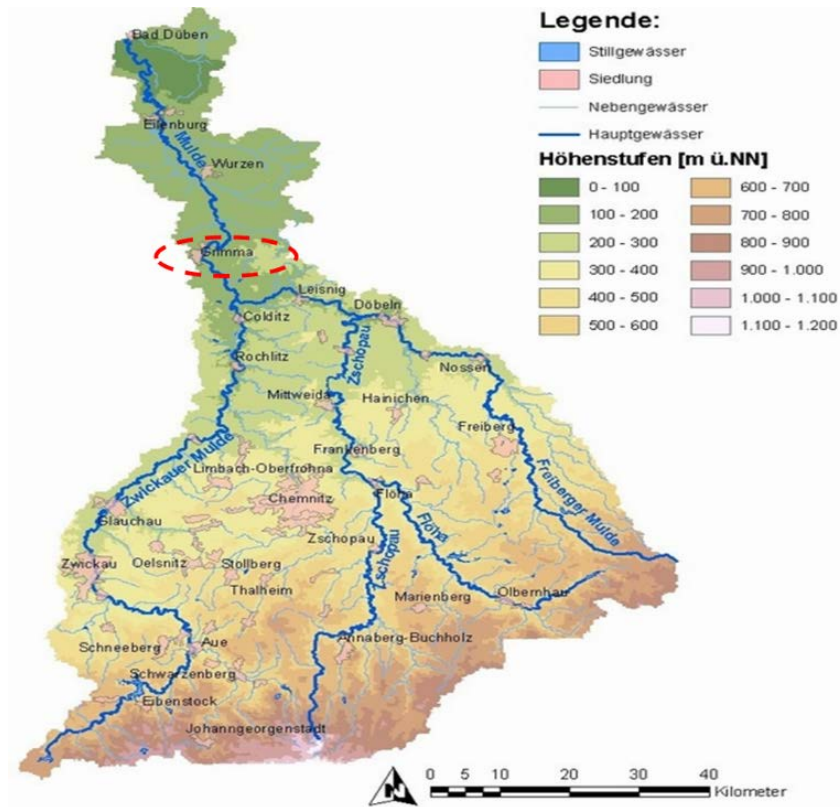 Legende:
Stillgewässer
Siedlung
Nebengewässer
Hauptgewässer
Höhenstufen [m ü.NN]
0 - 100
100 - 200
200 - 300
300 - 400
400 - 500
500 - 600
600 - 700
700 - 800
800 - 900
900 - 1.000
1.000 - 1.100
1.100 - 1.200
Bad Düben
Eilenburg
Mulde
Wurzen
Grimma
Leisnig
Döbeln
Colditz
Zschopau
Rochlitz
Nossen
Mittweida
Hainichen
Freiberg
Zwickauer Mulde
Frankenberg
Limbach-Oberfrohna
Chemnitz
Flöha
Flöha
Freiberger Mulde
Glauchau
Zschopau
Zschopau
Zwickau
Oelsnitz
Stollberg
Thalheim
Marienberg
Olbernhau
Schneeberg
Aue
Annaberg-Buchholz
Schwarzenberg
Eibenstock
Johanngeorgenstadt
N
0 10 20 30 40
Kilometer